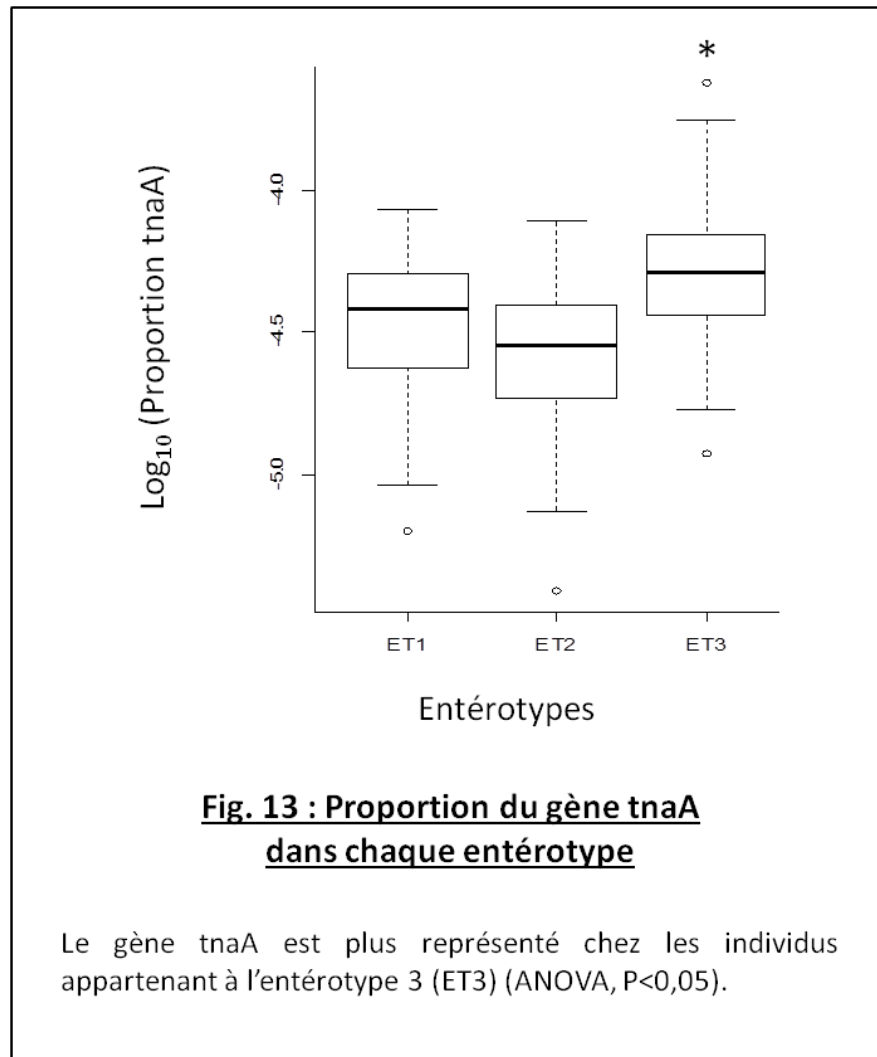 *
Log₁₀ (Proportion tnaA)
-4.0
-4.5
-5.0
ET1 ET2 ET3
Entérotypes
Fig. 13 : Proportion du gène tnaA
dans chaque entérotype
Le gène tnaA est plus représenté chez les individus
appartenant à l’entérotype 3 (ET3) (ANOVA, P<0,05).